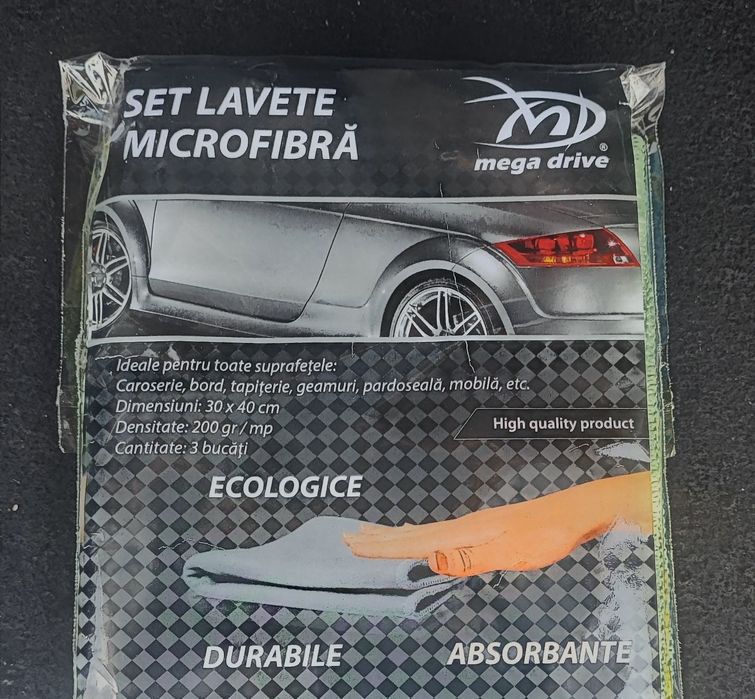 SET LAVETE
MICROFIBRĂ
mega drive®
Ideale pentru toate suprafețele:
Caroserie, bord, tapițerie, geamuri, pardoseală, mobilă, etc.
Dimensiuni: 30 x 40 cm
Densitate: 200 gr / mp
Cantitate: 3 bucăți
High quality product
ECOLOGICE
DURABILE
ABSORBANTE